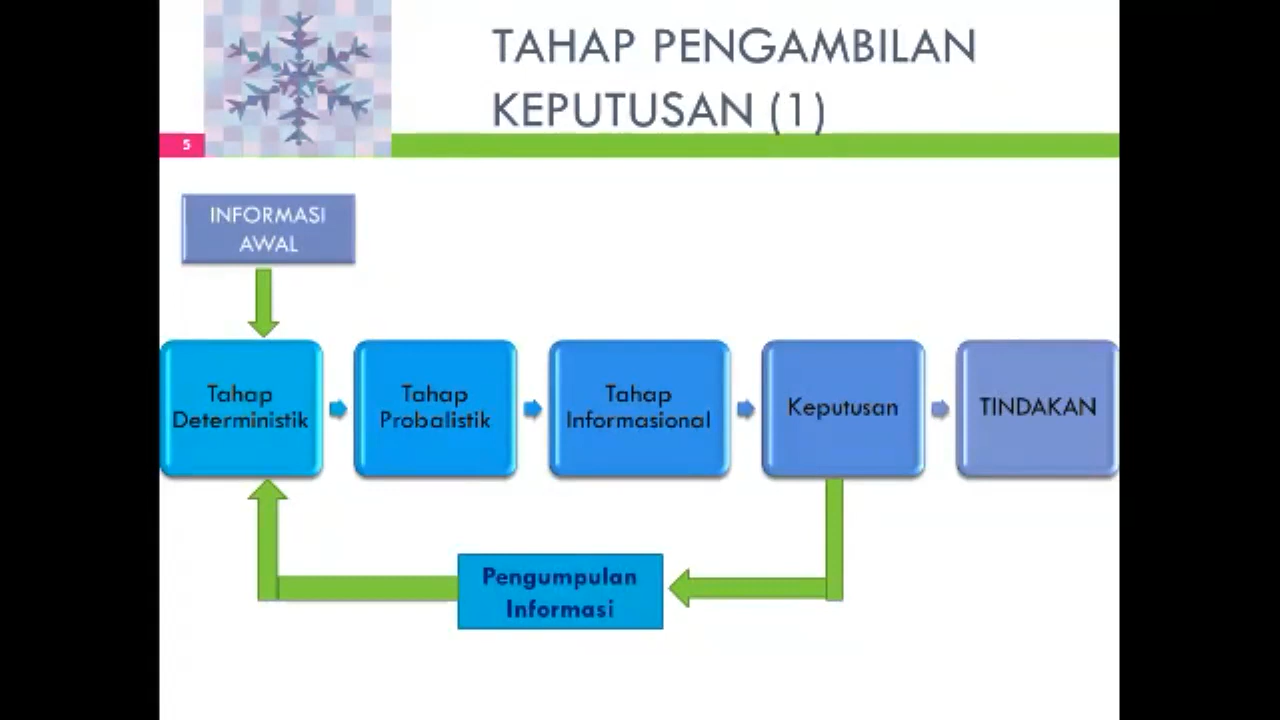 TAHAP PENGAMBILAN
KEPUTUSAN (1)
5
INFORMASI
AWAL
Tahap
Deterministik
Tahap
Probalistik
Tahap
Informasional
Keputusan
TINDAKAN
Pengumpulan
Informasi